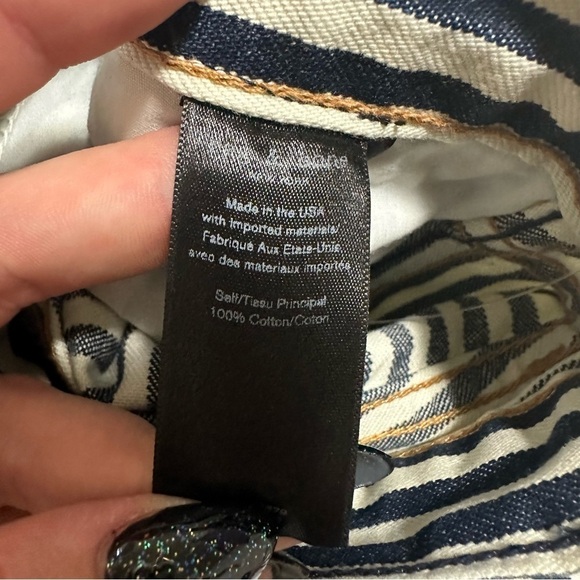 Made in the USA
with imported materials/
Fabrique Aux Etats-Unis
avec des materiaux importés
Self/Tissu Principal
100% Cotton/Coton